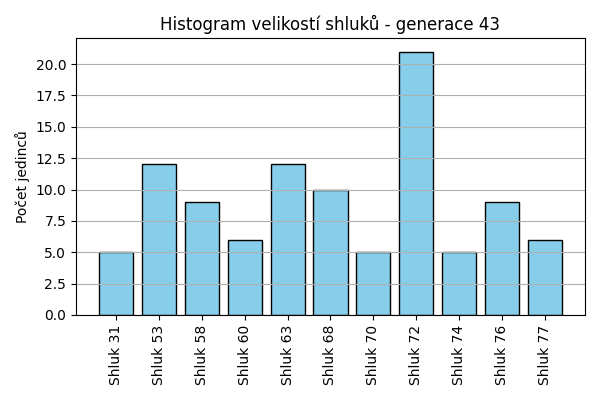 Histogram velikostí shluků - generace 43
Počet jedinců
20.0
17.5
15.0
12.5
10.0
7.5
5.0
2.5
0.0
Shluk 31
Shluk 53
Shluk 58
Shluk 60
Shluk 63
Shluk 68
Shluk 70
Shluk 72
Shluk 74
Shluk 76
Shluk 77